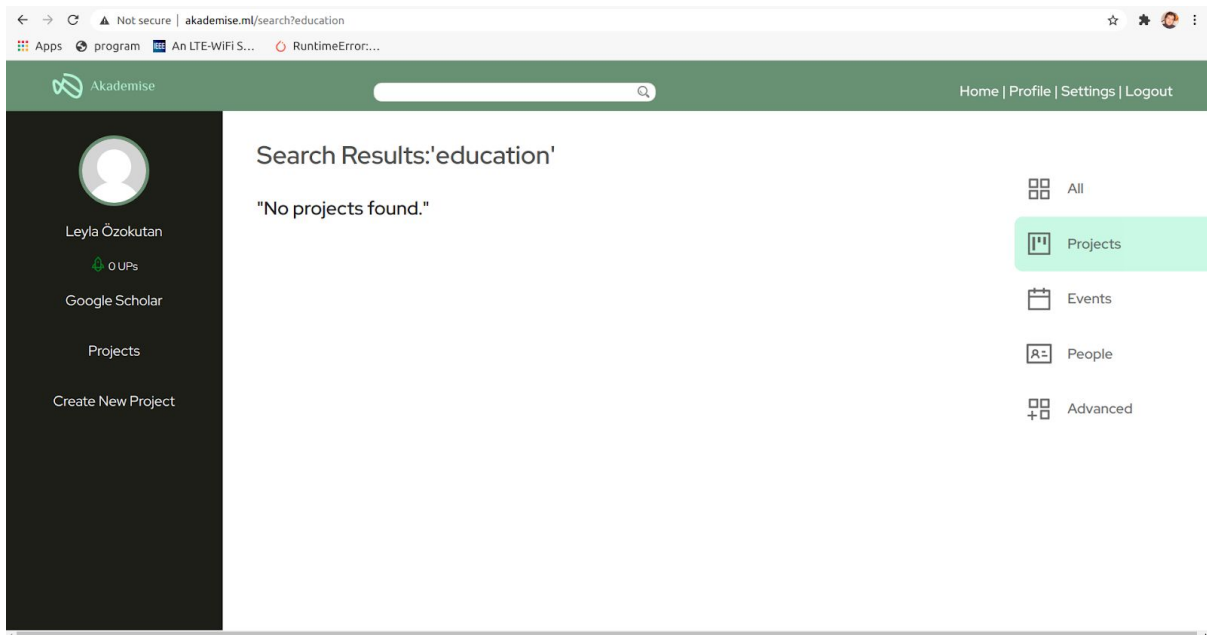 Not secure | akademise.ml/search?education
Apps program IEEE An LTE-WiFi S... RuntimeError:...
Akademise
Home | Profile | Settings | Logout
Leyla Özokutan
0 UPs
Google Scholar
Projects
Create New Project
Search Results:'education'
"No projects found."
All
Projects
Events
People
Advanced